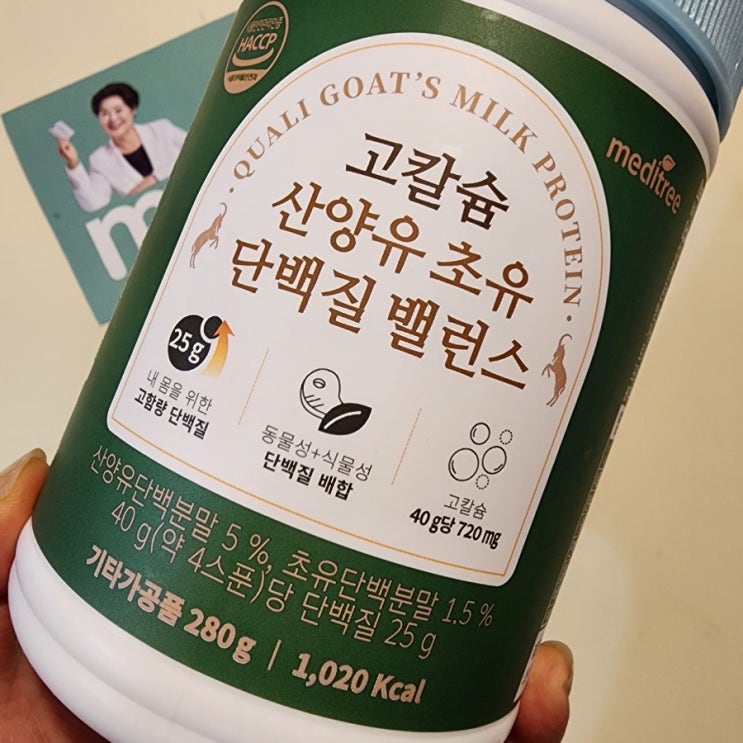 HACCP
QUALI GOAT'S MILK PROTEIN
meditree
고칼슘
산양유 초유
단백질 밸런스
25g
내 몸을 위한
고함량 단백질
동물성+식물성
단백질 배합
고칼슘
40 g당 720 mg
산양유단백분말 5 %, 초유단백분말 1.5 %
40 g(약 4스푼)당 단백질 25 g
기타가공품 280g | 1,020 Kcal